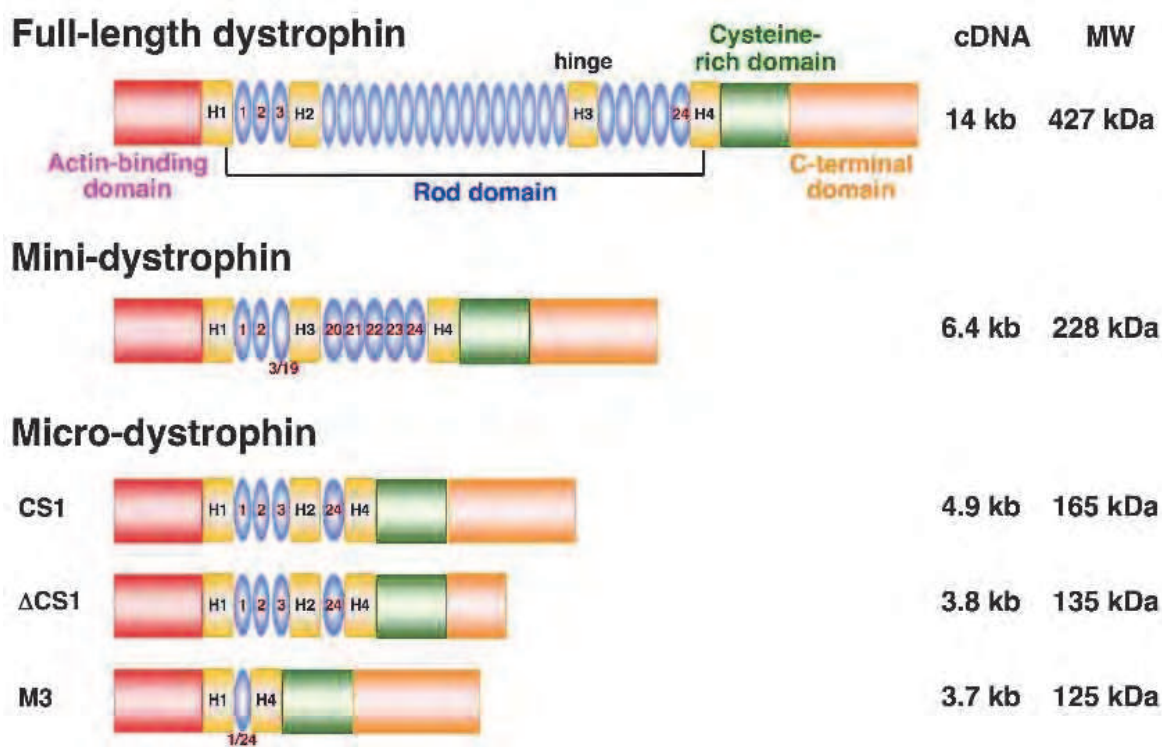 Full-length dystrophin
Cysteine-
rich domain
cDNA MW
hinge
H1 1 2 3 H2 H3 24 H4
14 kb 427 kDa
Actin-binding
domain
Rod domain
C-terminal
domain
Mini-dystrophin
H1 1 2 H3 20 21 22 23 24 H4
3/19
6.4 kb 228 kDa
Micro-dystrophin
CS1 H1 1 2 3 H2 24 H4 4.9 kb 165 kDa
ΔCS1 H1 1 2 3 H2 24 H4 3.8 kb 135 kDa
M3 H1 H4 3.7 kb 125 kDa
1/24